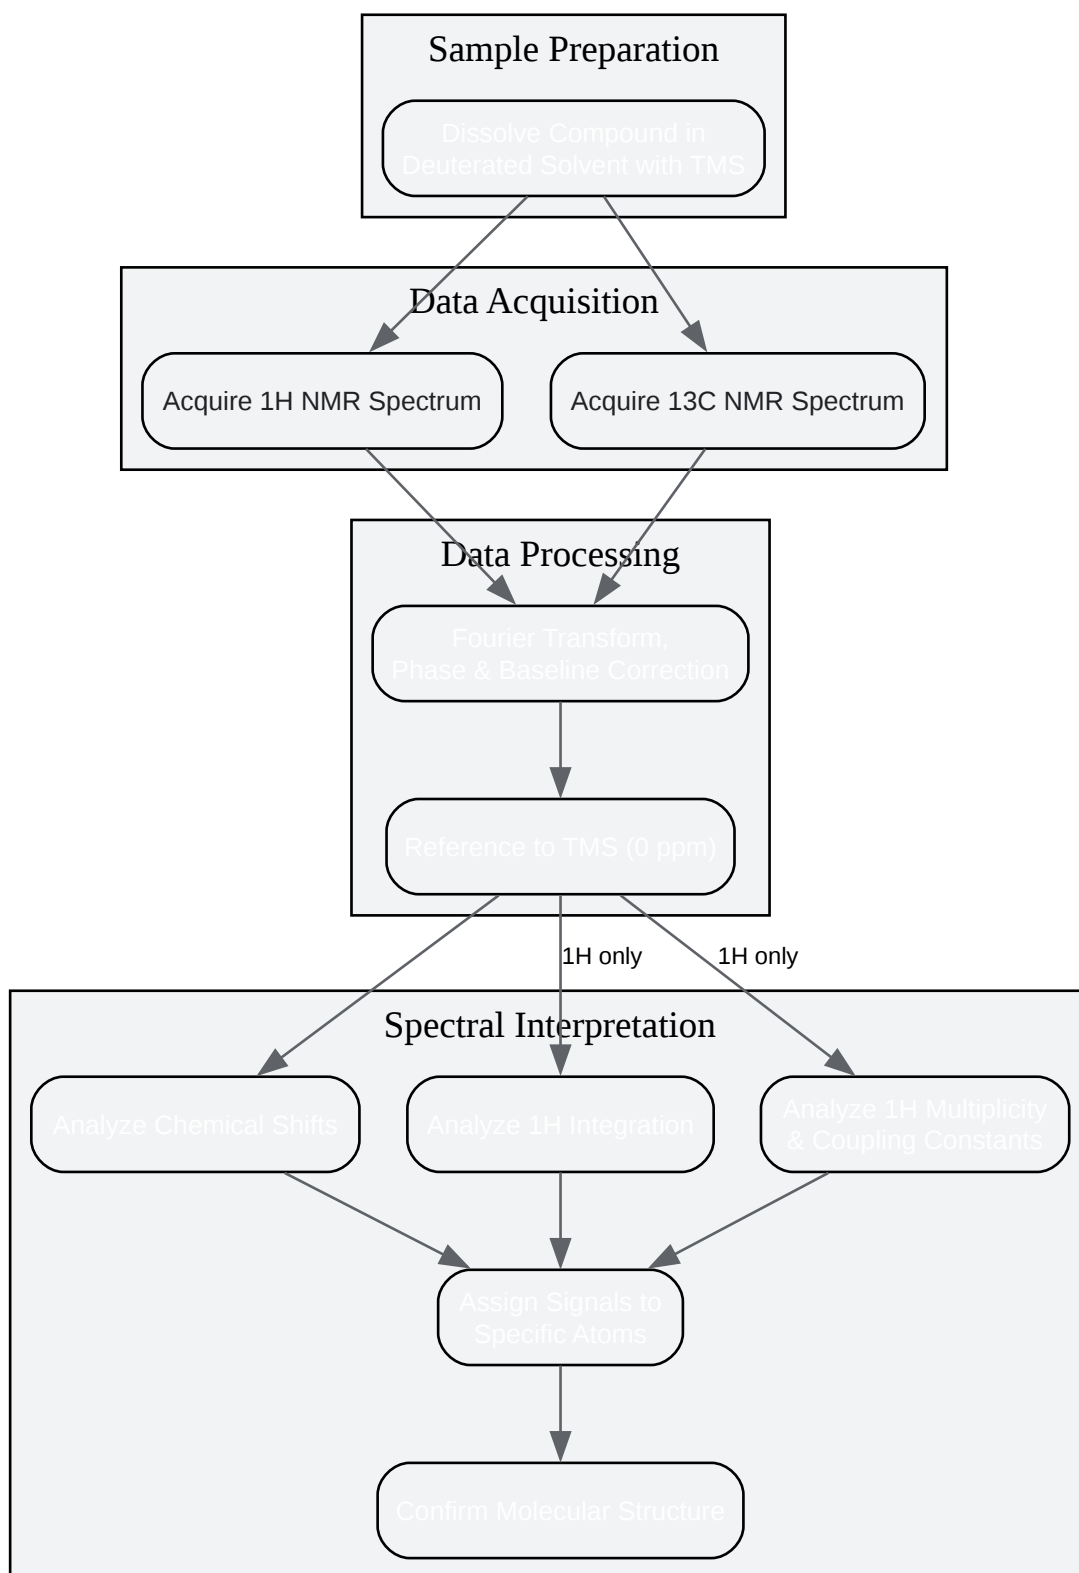 Sample Preparation
Dissolve Compound in
Deuterated Solvent with TMS
Data Acquisition
Acquire 1H NMR Spectrum
Acquire 13C NMR Spectrum
Data Processing
Fourier Transform,
Phase & Baseline Correction
Reference to TMS (0 ppm)
1H only
1H only
Spectral Interpretation
Analyze Chemical Shifts
Analyze 1H Integration
Analyze 1H Multiplicity
& Coupling Constants
Assign Signals to
Specific Atoms
Confirm Molecular Structure